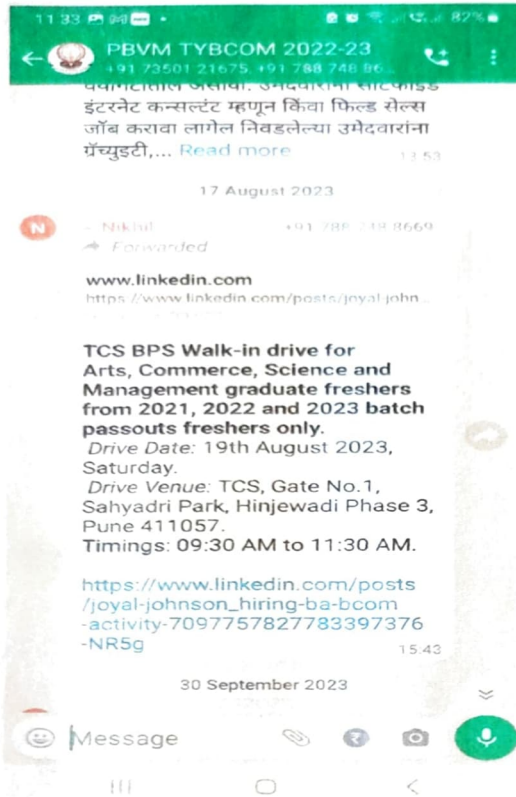 11 33
82%
PBVM TYBCOM 2022-23
+91 73501 21675, +91 788 748 86...
इंटरनेट कन्सल्टंट म्हणून किंवा फिल्ड सेल्स
जॉब करावा लागेल निवडलेल्या उमेदवारांना
ग्रॅच्युइटी,... Read more
13 53
17 August 2023
N
~ Nikhil
Forwarded
www.linkedin.com
https://www.linkedin.com/posts/joyal-john...
TCS BPS Walk-in drive for
Arts, Commerce, Science and
Management graduate freshers
from 2021, 2022 and 2023 batch
passouts freshers only.
Drive Date: 19th August 2023,
Saturday.
Drive Venue: TCS, Gate No.1,
Sahyadri Park, Hinjewadi Phase 3,
Pune 411057.
Timings: 09:30 AM to 11:30 AM.
https://www.linkedin.com/posts
/joyal-johnson_hiring-ba-bcom
-activity-7097757827783397376
-NR5g
15:43
30 September 2023
Message